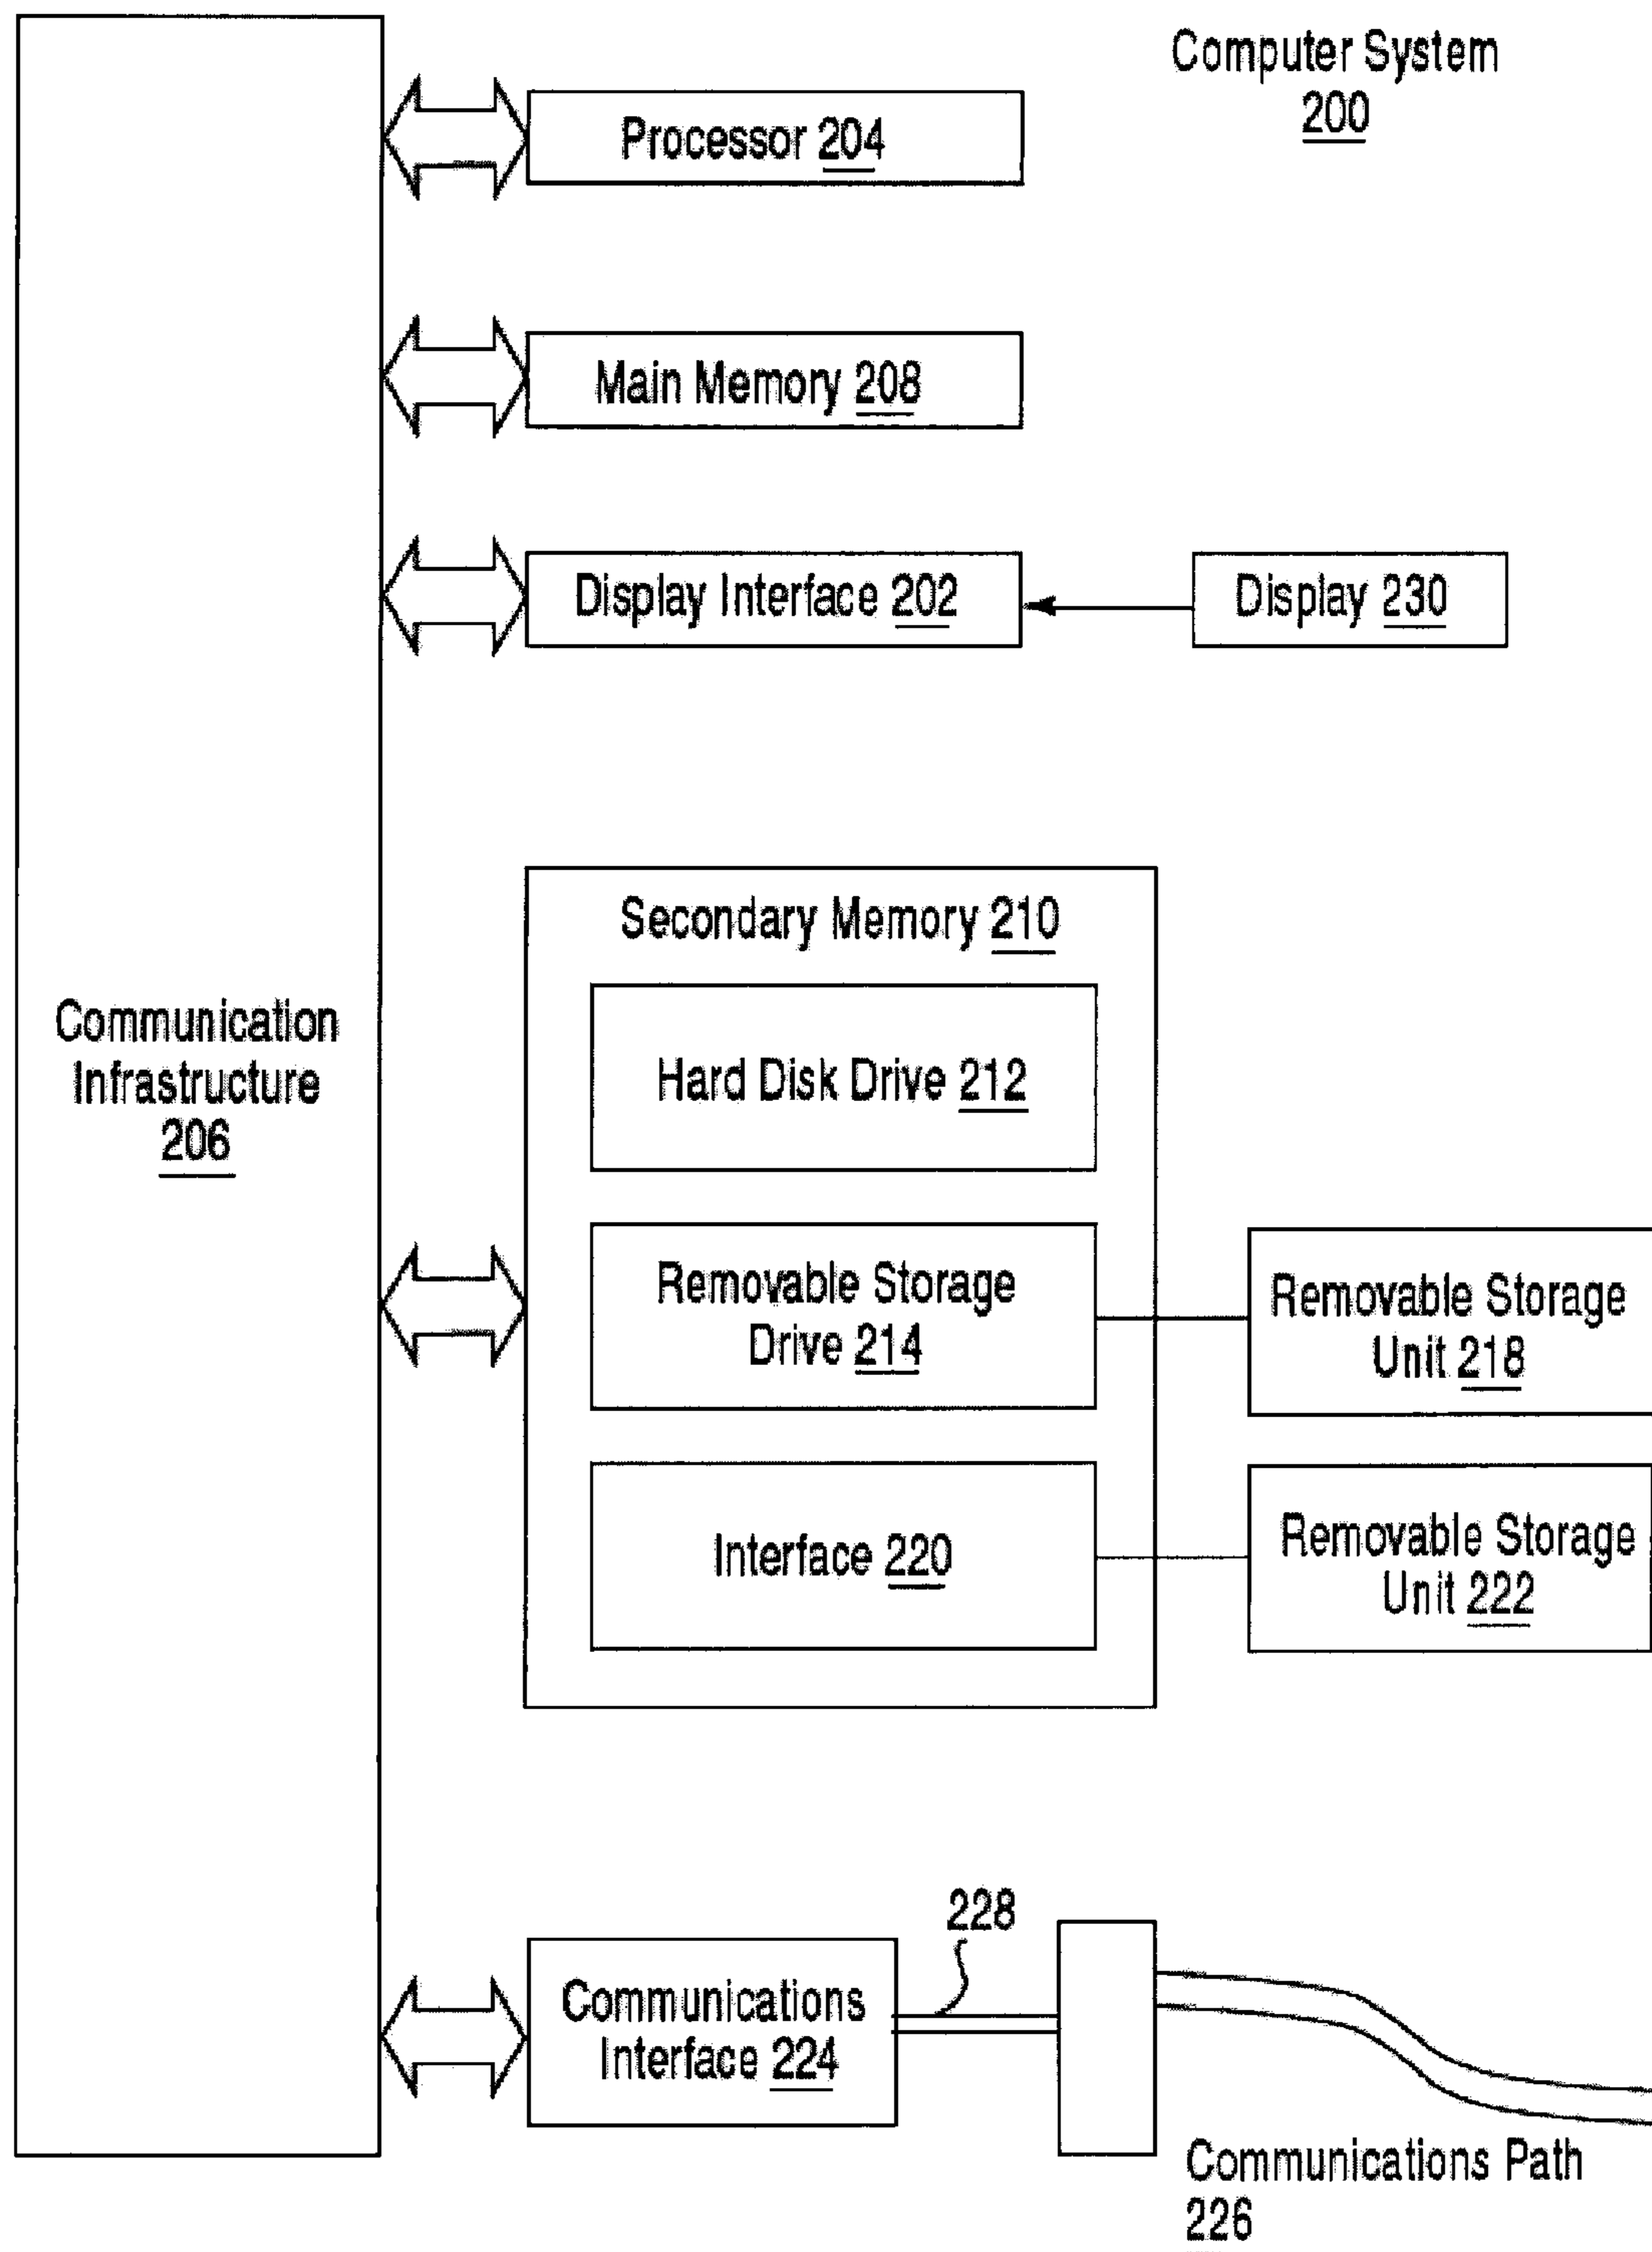 Computer System
200
Processor 204
Main Memory 208
Display Interface 202
Display 230
Secondary Memory 210
Hard Disk Drive 212
Communication
Infrastructure
206
Removable Storage
Drive 214
Removable Storage
Unit 218
Interface 220
Removable Storage
Unit 222
228
Communications
Interface 224
Communications Path
226